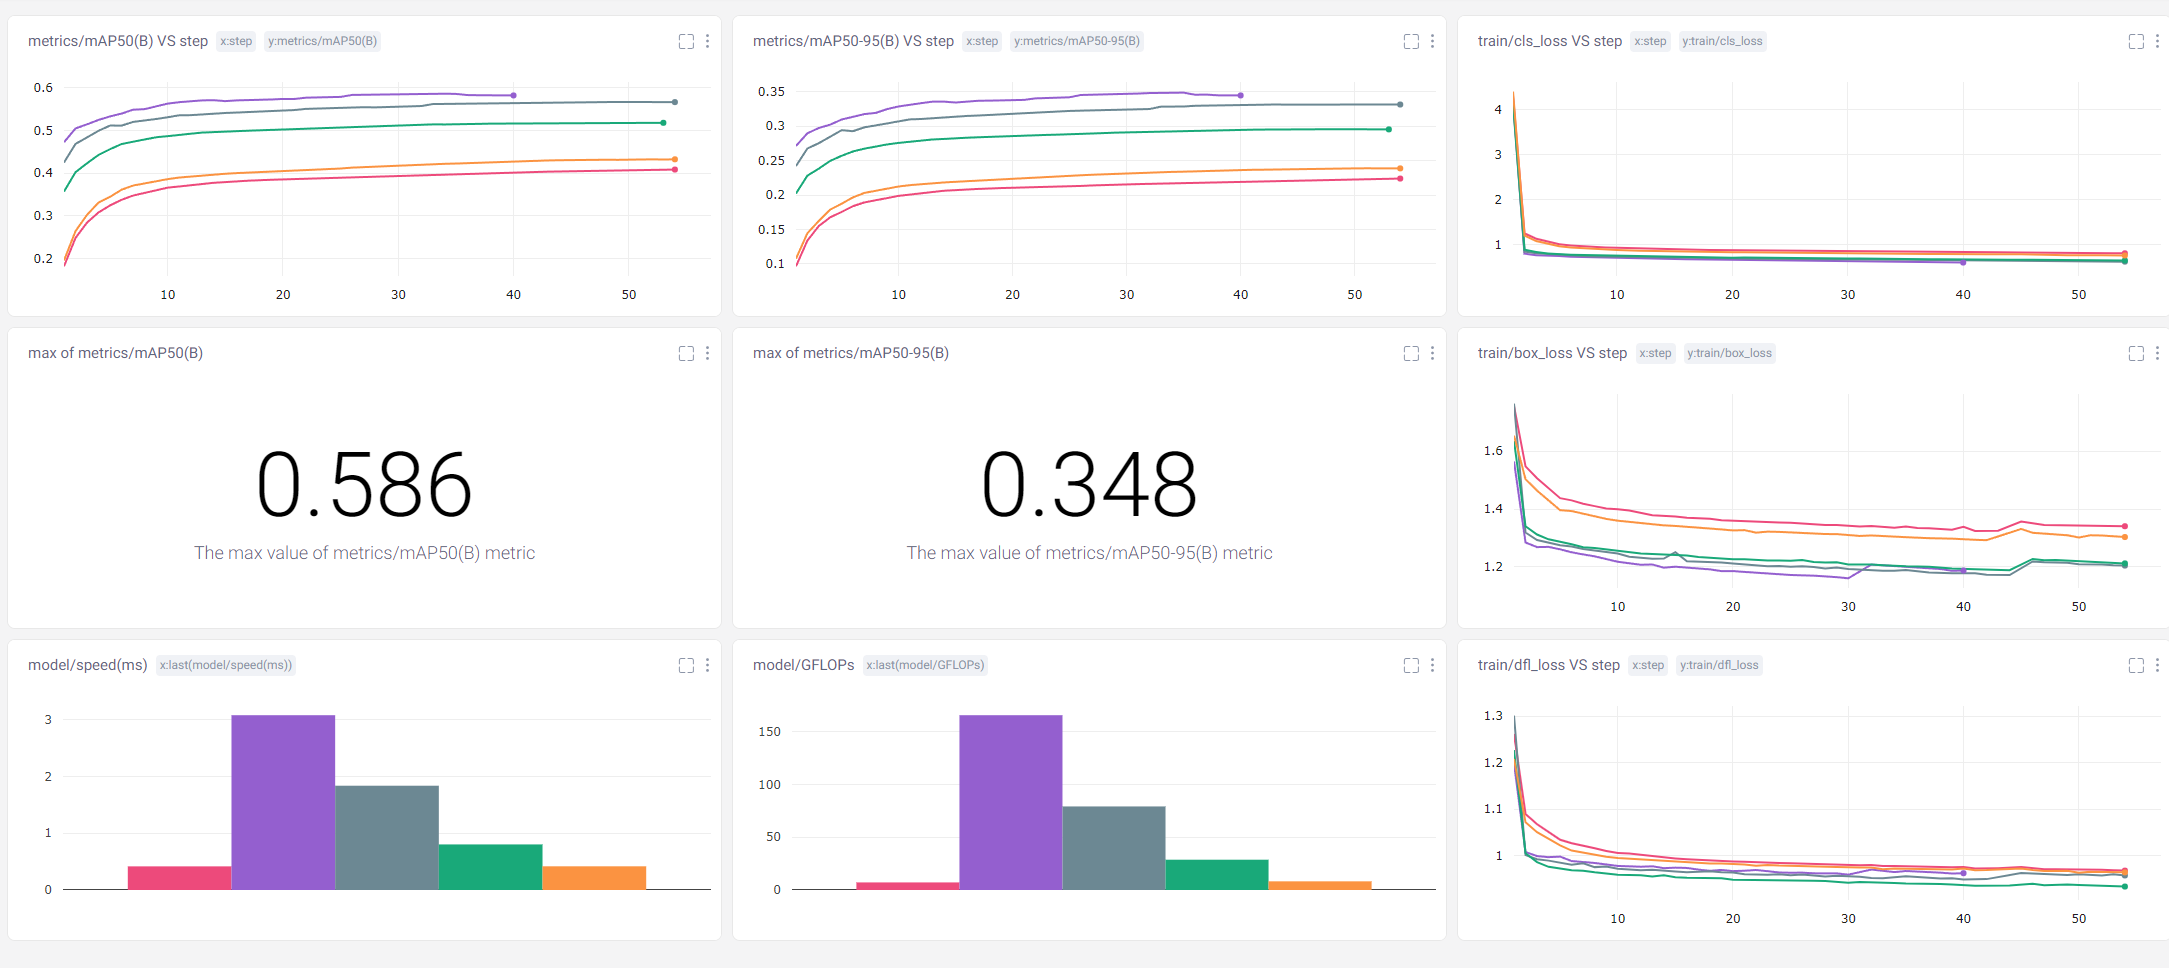 metrics/mAP50(B) VS step x:step y:metrics/mAP50(B)
0.6
0.5
0.4
0.3
0.2
10 20 30 40 50
metrics/mAP50-95(B) VS step x:step y:metrics/mAP50-95(B)
0.35
0.3
0.25
0.2
0.15
0.1
10 20 30 40 50
train/cls_loss VS step x:step y:train/cls_loss
4
3
2
1
10 20 30 40 50
max of metrics/mAP50(B)
0.586
The max value of metrics/mAP50(B) metric
max of metrics/mAP50-95(B)
0.348
The max value of metrics/mAP50-95(B) metric
train/box_loss VS step x:step y:train/box_loss
1.6
1.4
1.2
10 20 30 40 50
model/speed(ms) x:last(model/speed(ms))
3
2
1
0
model/GFLOPs x:last(model/GFLOPs)
150
100
50
0
train/dfl_loss VS step x:step y:train/dfl_loss
1.3
1.2
1.1
1
10 20 30 40 50